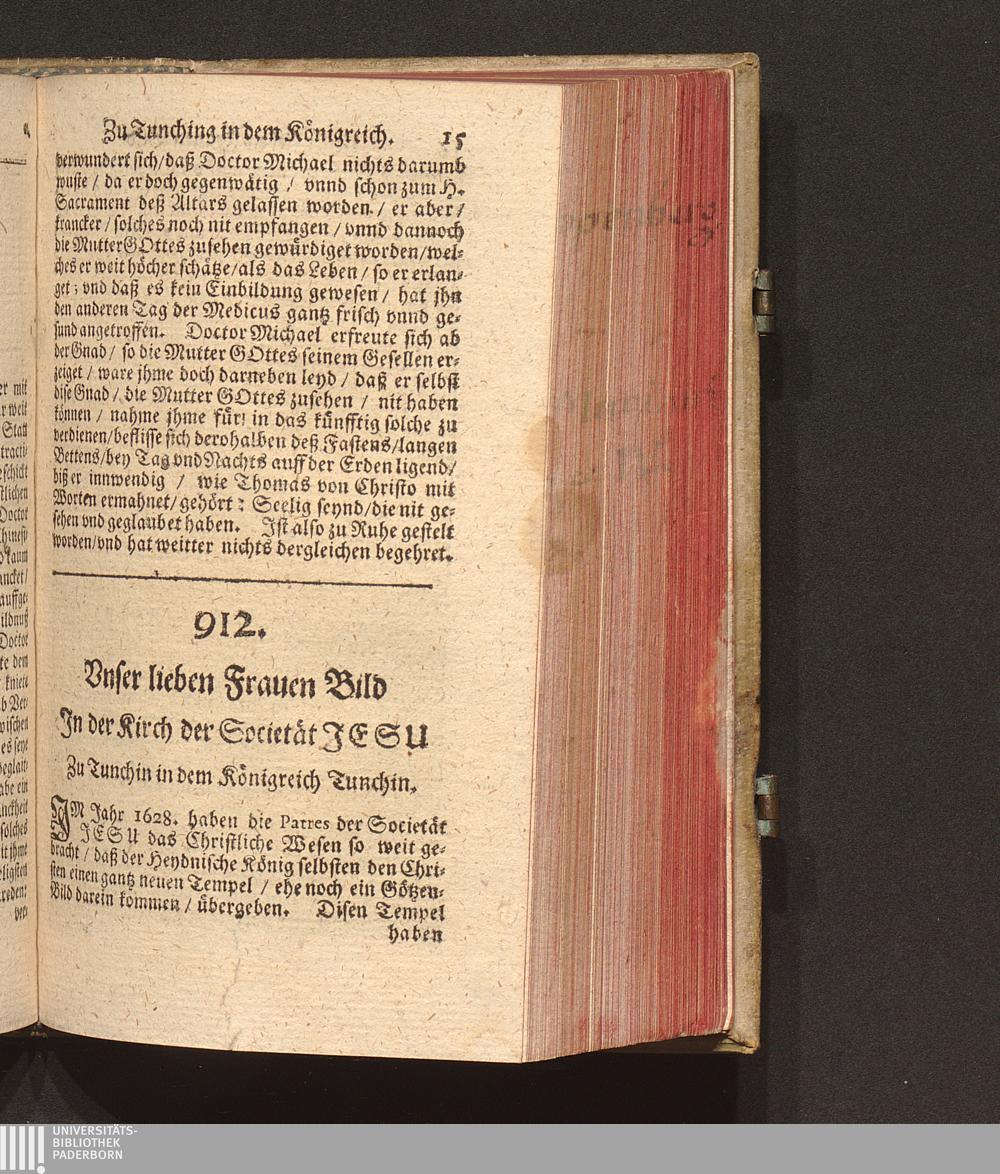 Zu Tunching in dem Königreich. 15
verwundert sich/daß Doctor Michael nichts darumb
wuste / da er doch gegenwätig / vnnd schon zum H.
Sacrament deß Altars gelassen worden / er aber /
krancker / solches noch nit empfangen / vnnd dannoch
die Mutter GOttes zusehen gewürdiget worden/wel-
ches er weit höcher schätze/als das Leben / so er erlan-
get; vnd daß es kein Einbildung gewesen / hat jhn
den anderen Tag der Medicus gantz frisch vnnd ge-
sund angetroffen. Doctor Michael erfreute sich ab
der Gnad / so die Mutter GOttes seinem Gesellen er-
zeiget / ware jhme doch darneben leyd / daß er selbst
dise Gnad / die Mutter GOttes zusehen / nit haben
können / nahme jhme für: in das künfftig solche zu
verdienen/beflisse sich derohalben deß Fastens/langen
Bettens/bey Tag vnd Nachts auff der Erden ligend/
biß er innwendig / wie Thomas von Christo mit
Worten ermahnet/gehört: Seelig seynd/die nit ge-
sehen vnd geglaubet haben. Ist also zu Ruhe gestelt
worden/vnd hat weitter nichts dergleichen begehret.
912.
Vnser lieben Frauen Bild
In der Kirch der Societät JESU
Zu Tunchin in dem Königreich Tunchin.
IM Jahr 1628. haben die Patres der Societät
JESU das Christliche Wesen so weit ge-
bracht / daß der Heydnische König selbsten den Chri-
sten einen gantz neuen Tempel / ehe noch ein Götzen-
Bild darein kommen / übergeben. Disen Tempel
haben
UNIVERSITÄTS-
BIBLIOTHEK
PADERBORN